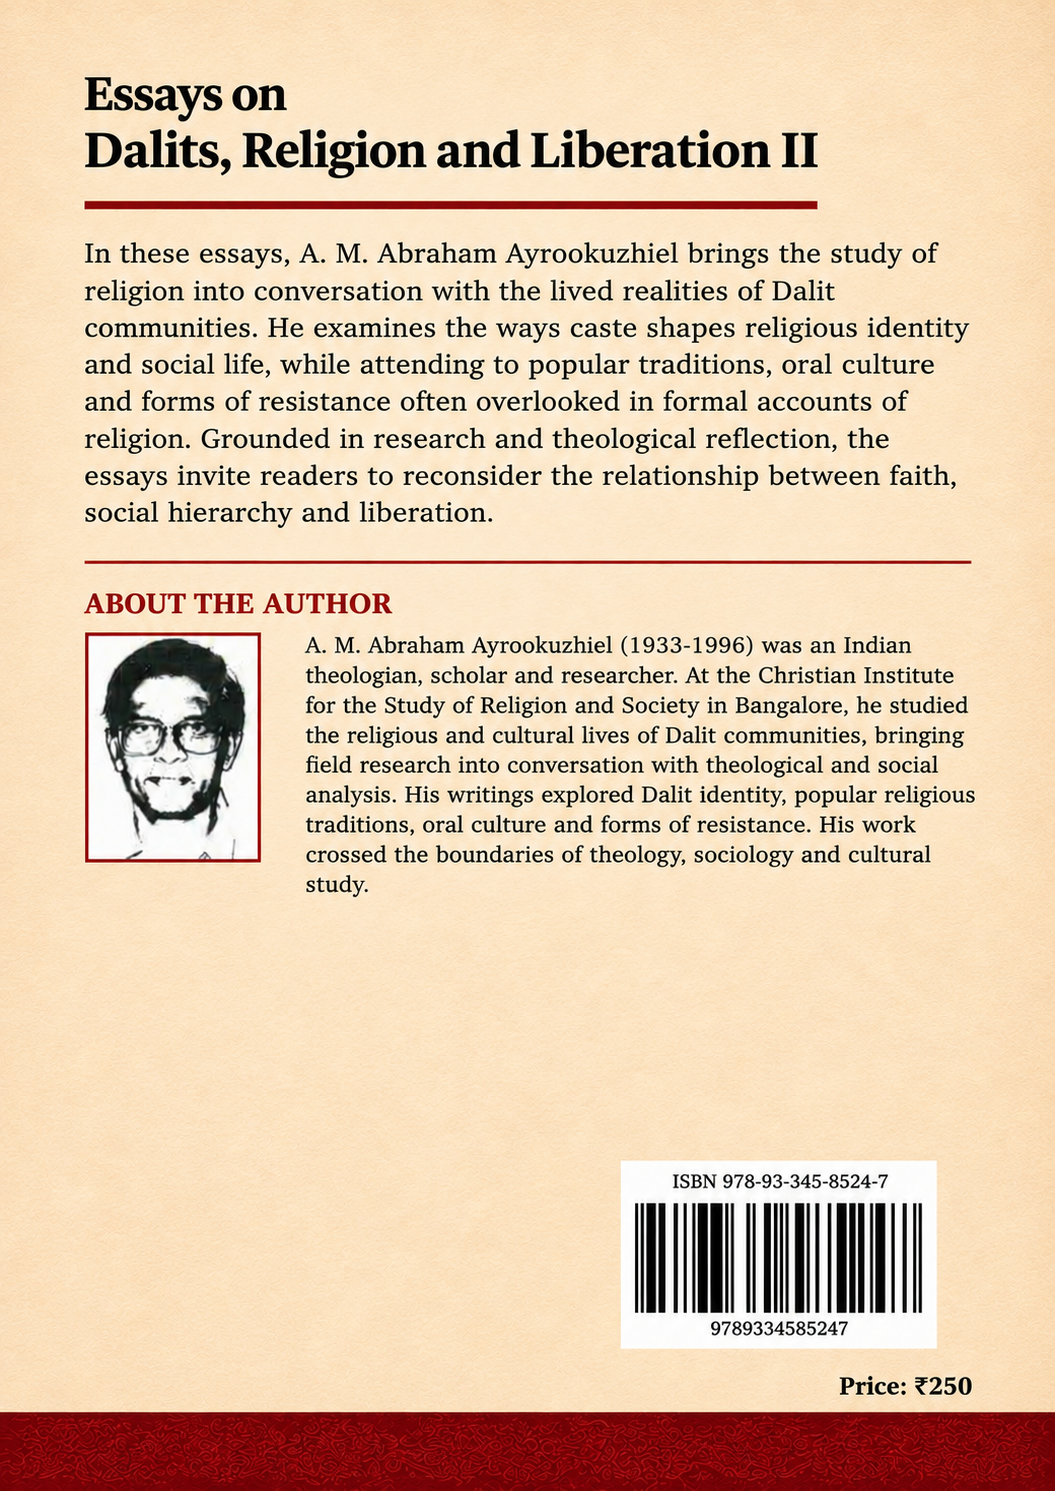 Essays on
Dalits, Religion and Liberation II
In these essays, A. M. Abraham Ayrookuzhiel brings the study of
religion into conversation with the lived realities of Dalit
communities. He examines the ways caste shapes religious identity
and social life, while attending to popular traditions, oral culture
and forms of resistance often overlooked in formal accounts of
religion. Grounded in research and theological reflection, the
essays invite readers to reconsider the relationship between faith,
social hierarchy and liberation.
ABOUT THE AUTHOR
A. M. Abraham Ayrookuzhiel (1933-1996) was an Indian
theologian, scholar and researcher. At the Christian Institute
for the Study of Religion and Society in Bangalore, he studied
the religious and cultural lives of Dalit communities, bringing
field research into conversation with theological and social
analysis. His writings explored Dalit identity, popular religious
traditions, oral culture and forms of resistance. His work
crossed the boundaries of theology, sociology and cultural
study.
ISBN 978-93-345-8524-7
9789334585247
Price: ₹250